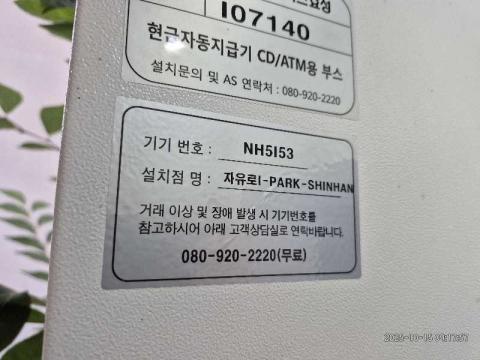 I07140
현금자동지급기 CD/ATM용 부스
설치문의 및 AS 연락처 : 080-920-2220
기기 번호 : NH5I53
설치점 명 : 자유로I-PARK-SHINHAN
거래 이상 및 장애 발생 시 기기번호를
참고하시어 아래 고객상담실로 연락바랍니다.
080-920-2220(무료)